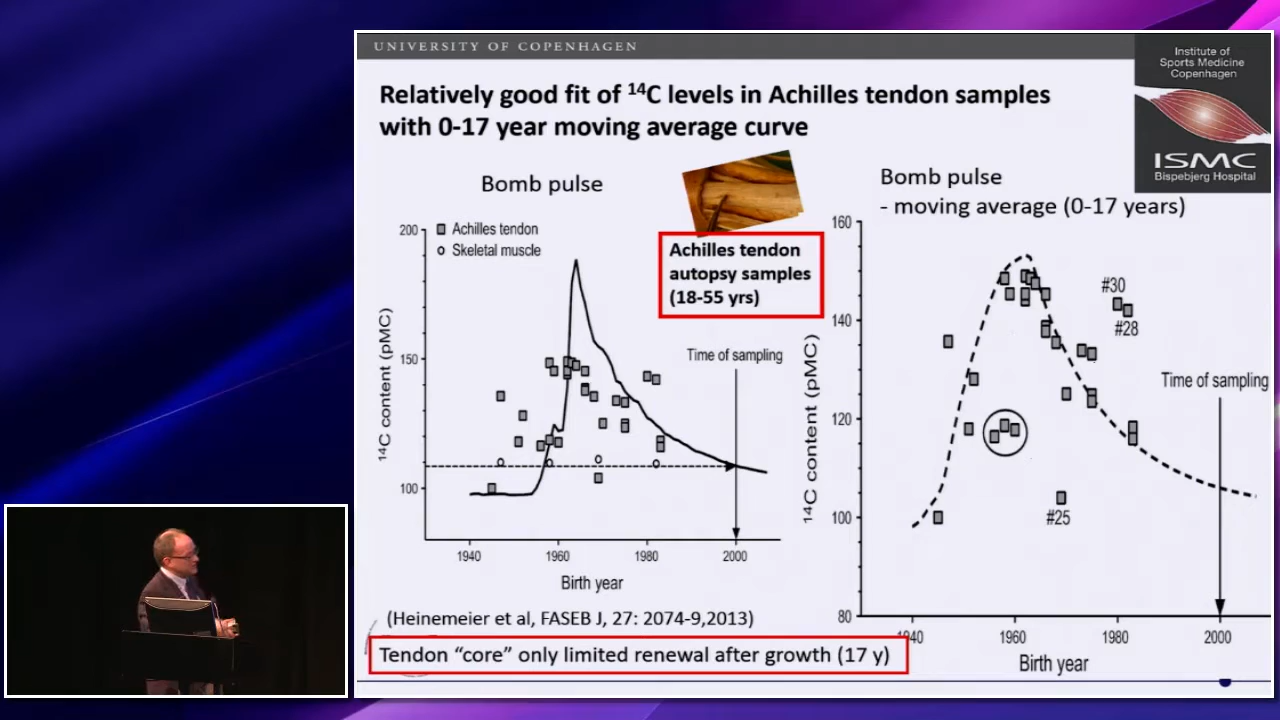 UNIVERSITY OF COPENHAGEN
Institute of
Sports Medicine
Copenhagen
ISMC
Bispebjerg Hospital
Relatively good fit of ¹⁴C levels in Achilles tendon samples
with 0-17 year moving average curve
Bomb pulse
200
Achilles tendon
Skeletal muscle
150
100
¹⁴C content (pMC)
1940
1960
1980
2000
Birth year
Time of sampling
Achilles tendon
autopsy samples
(18-55 yrs)
Bomb pulse
- moving average (0-17 years)
160
140
120
100
80
¹⁴C content (pMC)
#30
#28
#25
Time of sampling
1940
1960
1980
2000
Birth year
(Heinemeier et al, FASEB J, 27: 2074-9,2013)
Tendon “core” only limited renewal after growth (17 y)